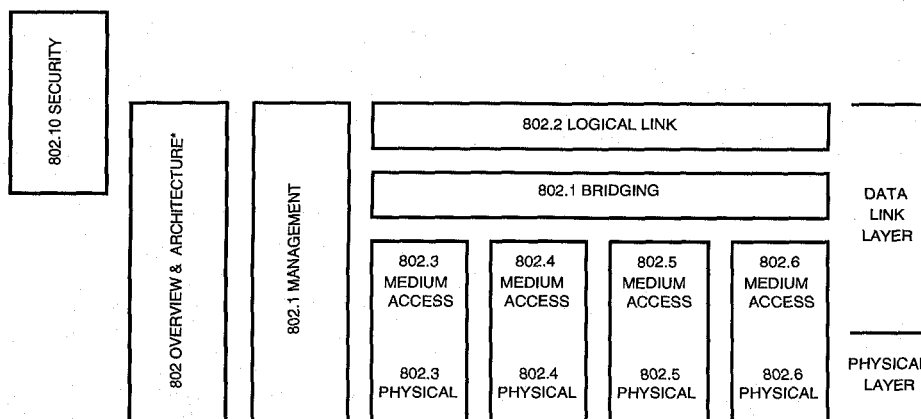 802.10 SECURITY
802 OVERVIEW & ARCHITECTURE*
802.1 MANAGEMENT
802.2 LOGICAL LINK
802.1 BRIDGING
802.3
MEDIUM
ACCESS
802.3
PHYSICAL
802.4
MEDIUM
ACCESS
802.4
PHYSICAL
802.5
MEDIUM
ACCESS
802.5
PHYSICAL
802.6
MEDIUM
ACCESS
802.6
PHYSICAL
DATA
LINK
LAYER
PHYSICAL
LAYER